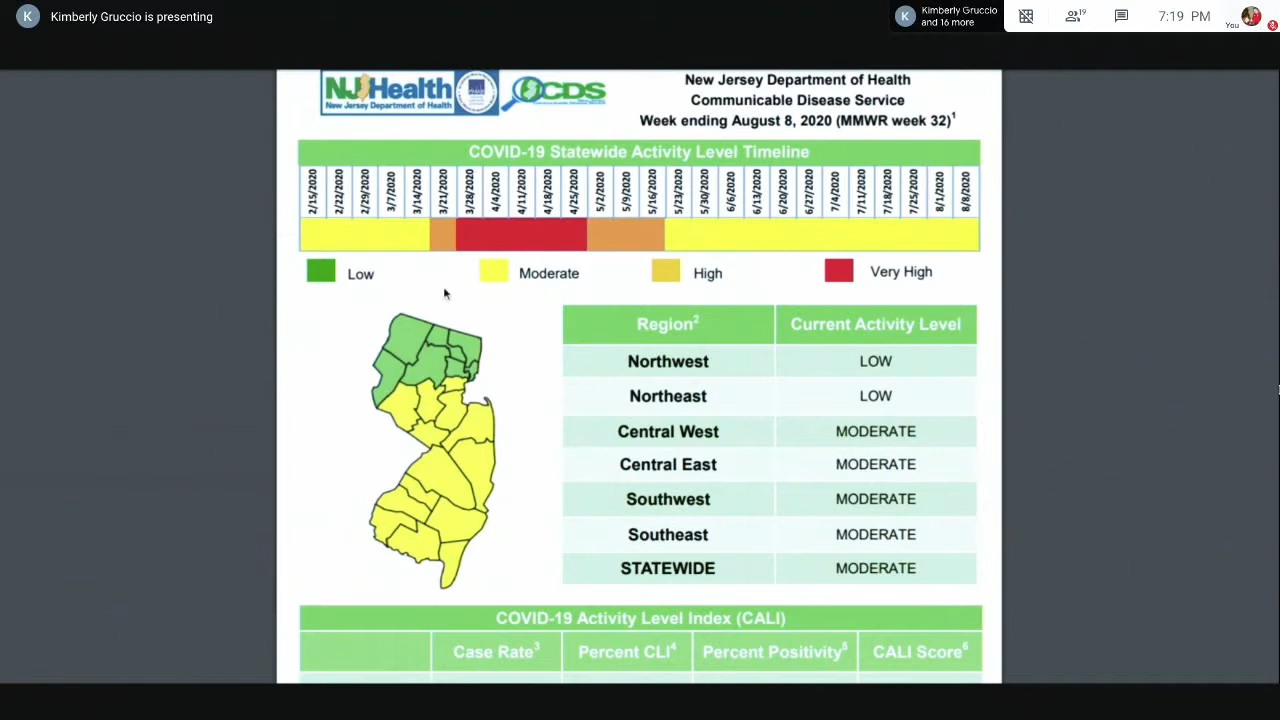 K Kimberly Gruccio is presenting
K Kimberly Gruccio
and 16 more
19
7:19 PM
You
NJHealth
New Jersey Department of Health
CDS
New Jersey Department of Health
Communicable Disease Service
Week ending August 8, 2020 (MMWR week 32)1
COVID-19 Statewide Activity Level Timeline
2/15/2020 2/22/2020 2/29/2020 3/7/2020 3/14/2020 3/21/2020 3/28/2020 4/4/2020 4/11/2020 4/18/2020 4/25/2020 5/2/2020 5/9/2020 5/16/2020 5/23/2020 5/30/2020 6/6/2020 6/13/2020 6/20/2020 6/27/2020 7/4/2020 7/11/2020 7/18/2020 7/25/2020 8/1/2020 8/8/2020
Low Moderate High Very High
Region2 Current Activity Level
Northwest LOW
Northeast LOW
Central West MODERATE
Central East MODERATE
Southwest MODERATE
Southeast MODERATE
STATEWIDE MODERATE
COVID-19 Activity Level Index (CALI)
Case Rate3 Percent CLI4 Percent Positivity5 CALI Score6